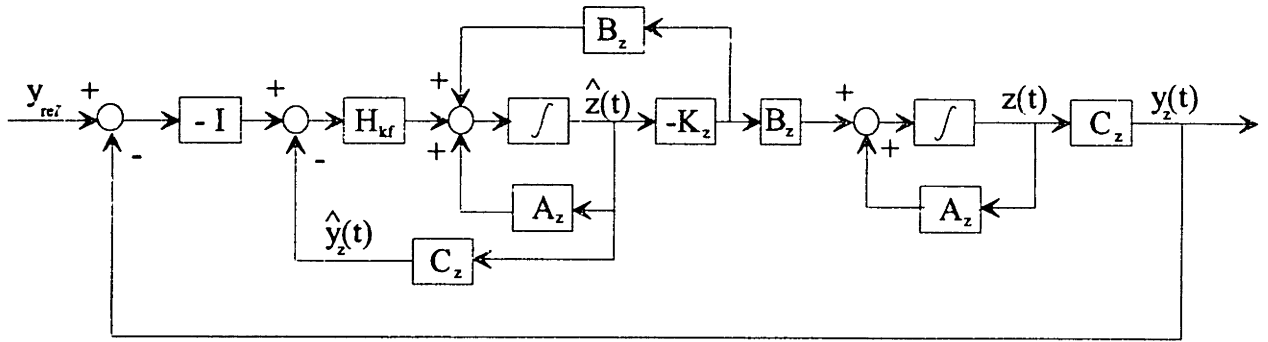 B_z
+
y_ref + - I + H_kf + ∫ ẑ(t) -K_z B_z + ∫ z(t) C_z y_z(t)
- - + +
A_z A_z
ŷ_z(t) C_z